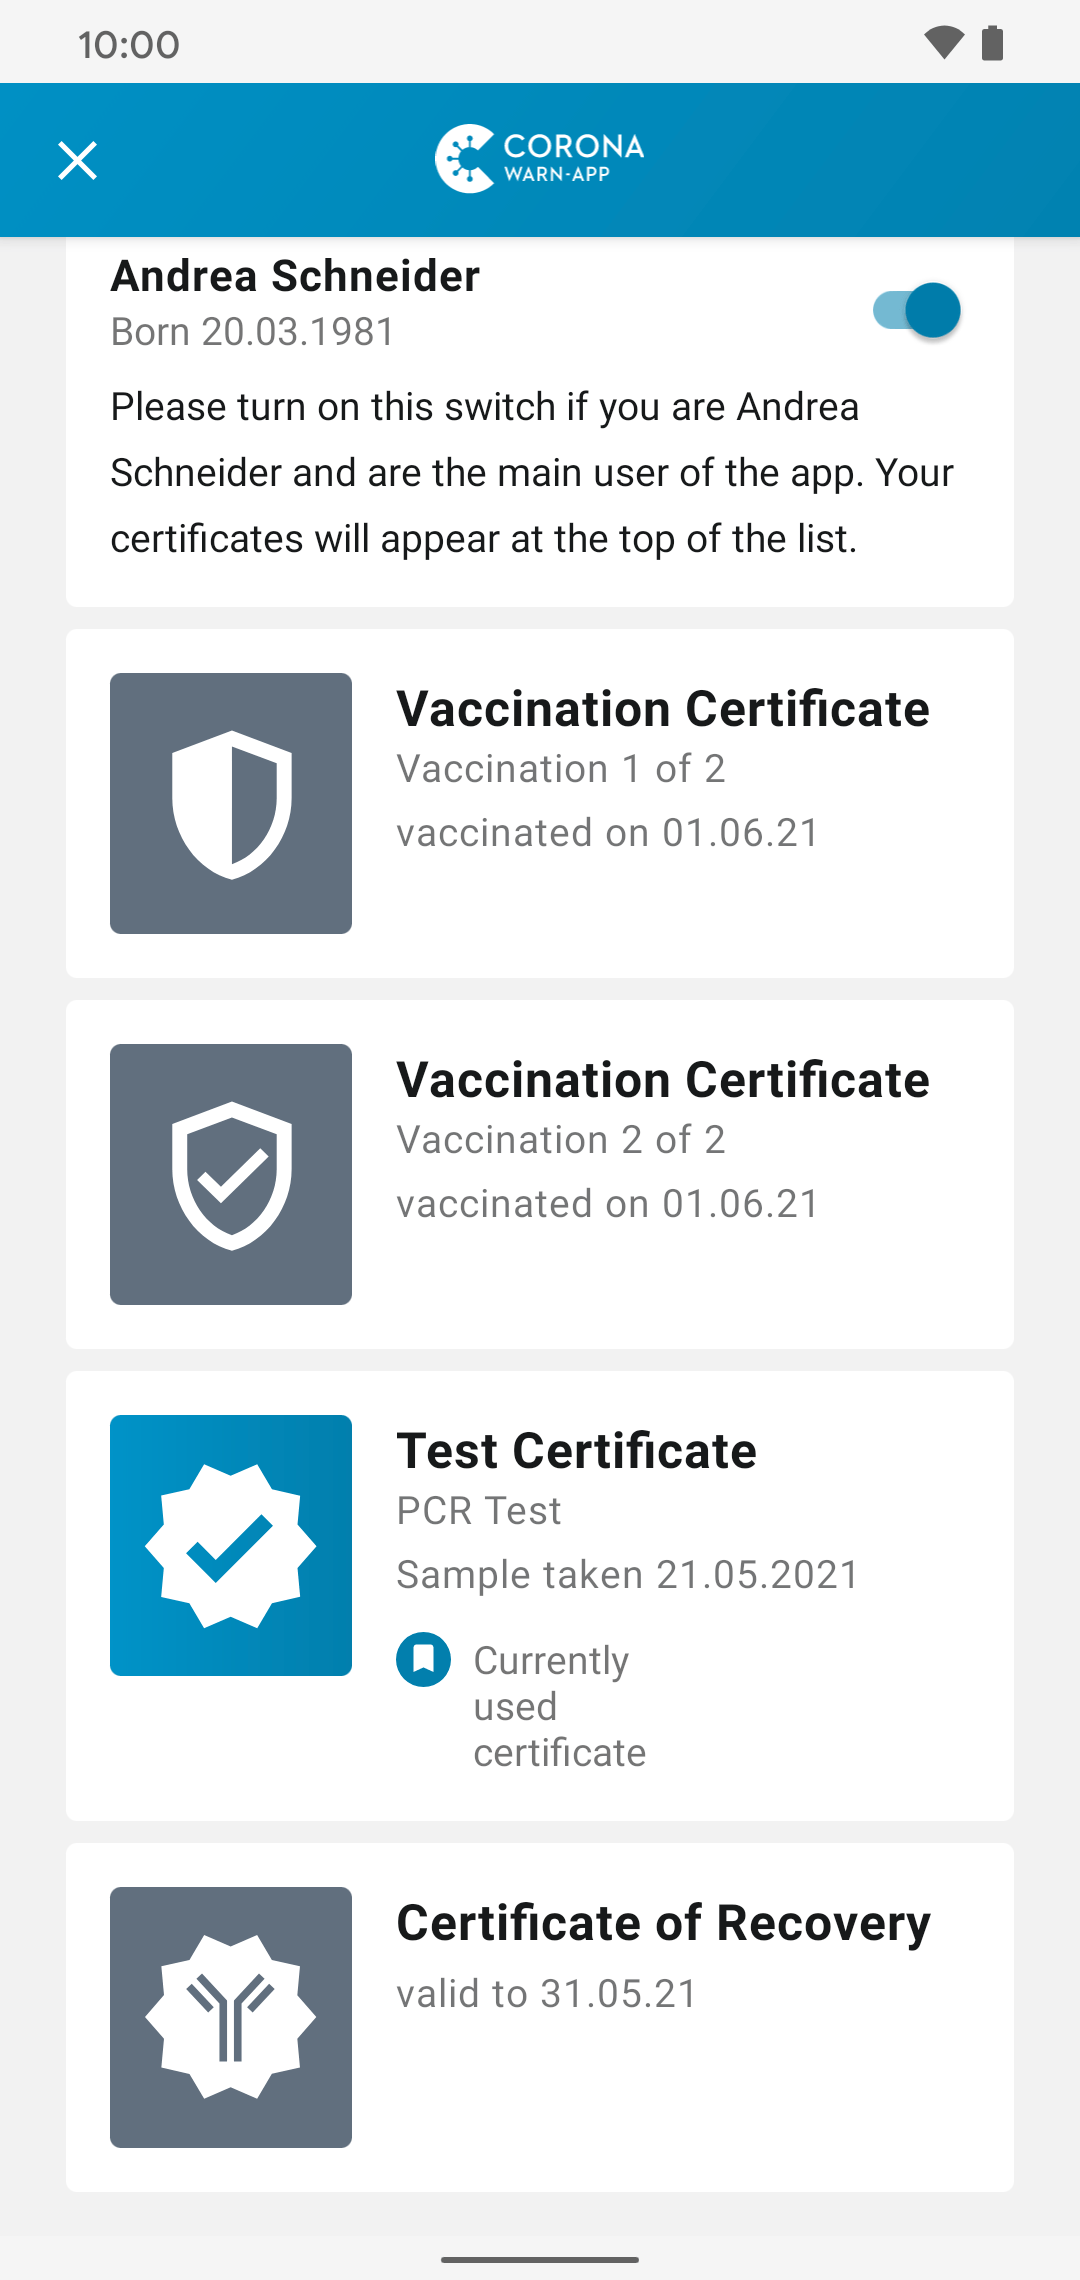 10:00
CORONA
WARN-APP
Andrea Schneider
Born 20.03.1981
Please turn on this switch if you are Andrea
Schneider and are the main user of the app. Your
certificates will appear at the top of the list.
Vaccination Certificate
Vaccination 1 of 2
vaccinated on 01.06.21
Vaccination Certificate
Vaccination 2 of 2
vaccinated on 01.06.21
Test Certificate
PCR Test
Sample taken 21.05.2021
Currently
used
certificate
Certificate of Recovery
valid to 31.05.21